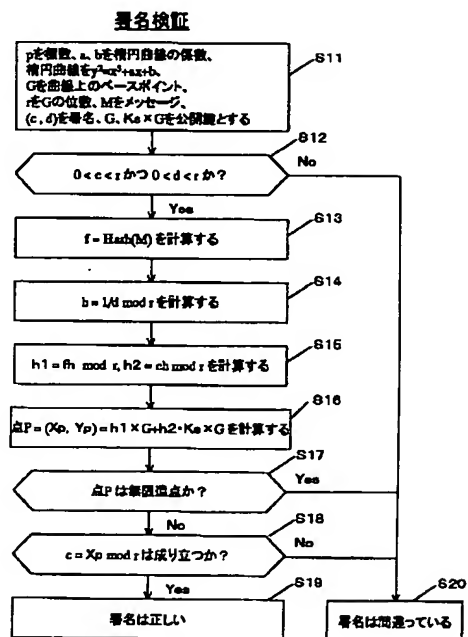 署名検証
S11
pを標数、a、bを楕円曲線の係数、
楕円曲線をy²=x³+ax+b、
Gを曲線上のベースポイント、
rをGの位数、Mをメッセージ、
(c , d)を署名、G、Ks×Gを公開鍵とする
S12
0 < c < r かつ 0 < d < r か?
No
Yes
S13
f = Hash(M) を計算する
S14
h = 1/d mod r を計算する
S15
h1 = fh mod r, h2 = ch mod r を計算する
S16
点P = (Xp, Yp) = h1 × G + h2・Ks × G を計算する
S17
点Pは無限遠点か?
Yes
No
S18
c = Xp mod r は成り立つか?
No
Yes
S19
署名は正しい
S20
署名は間違っている